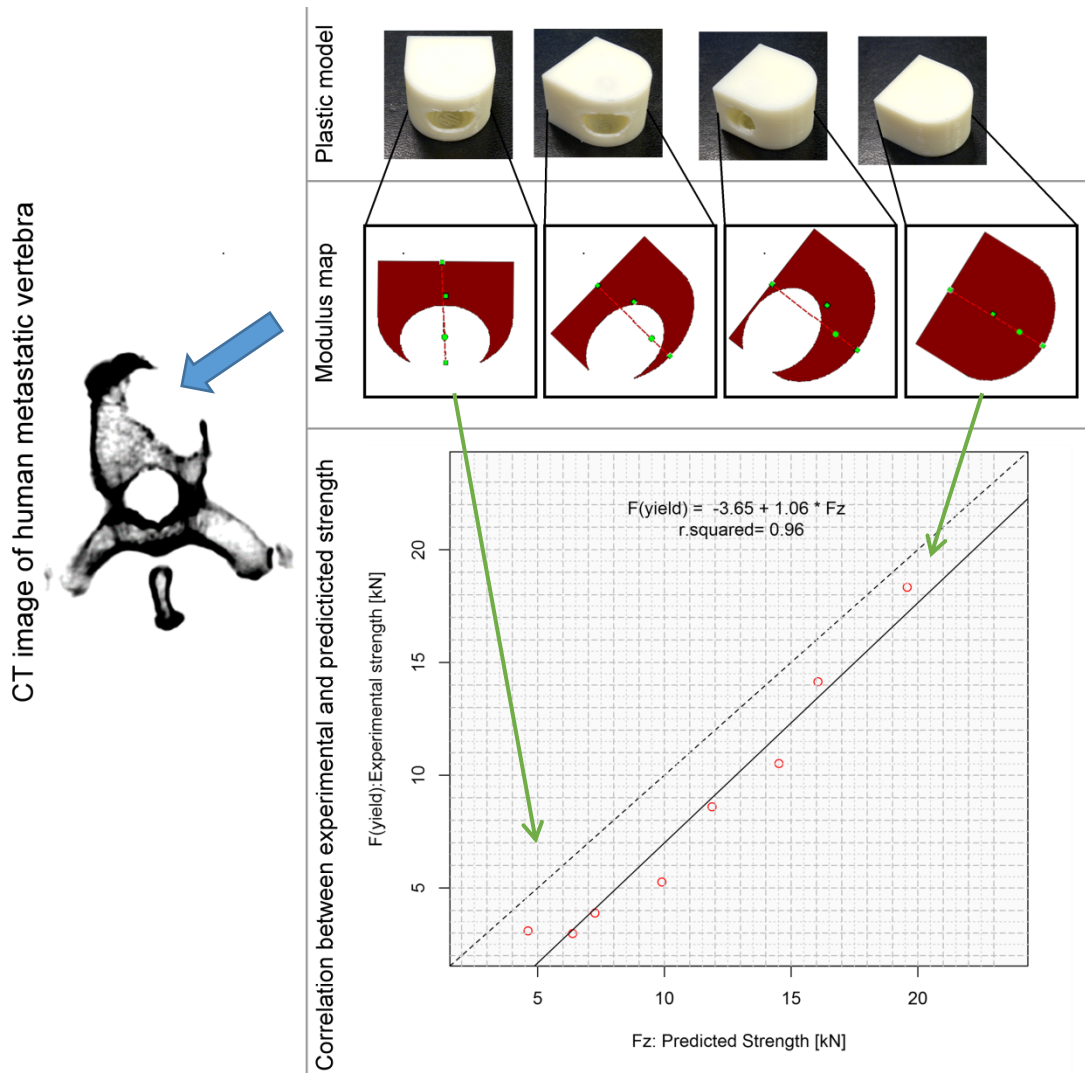 CT image of human metastatic vertebra
Plastic model
Modulus map
Correlation between experimental and predicticted strength
F(yield) = -3.65 + 1.06 * Fz
r.squared= 0.96
F(yield):Experimental strength [kN]
20
15
10
5
5 10 15 20
Fz: Predicted Strength [kN]